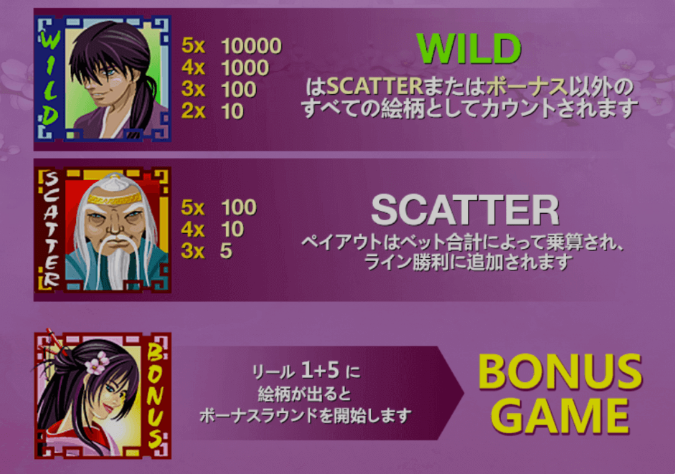 WILD
5x 10000
4x 1000
3x 100
2x 10
WILD
はSCATTERまたはボーナス以外の
すべての絵柄としてカウントされます
SCATTER
5x 100
4x 10
3x 5
SCATTER
ペイアウトはベット合計によって乗算され、
ライン勝利に追加されます
BONUS
リール 1+5 に
絵柄が出ると
ボーナスラウンドを開始します
BONUS
GAME